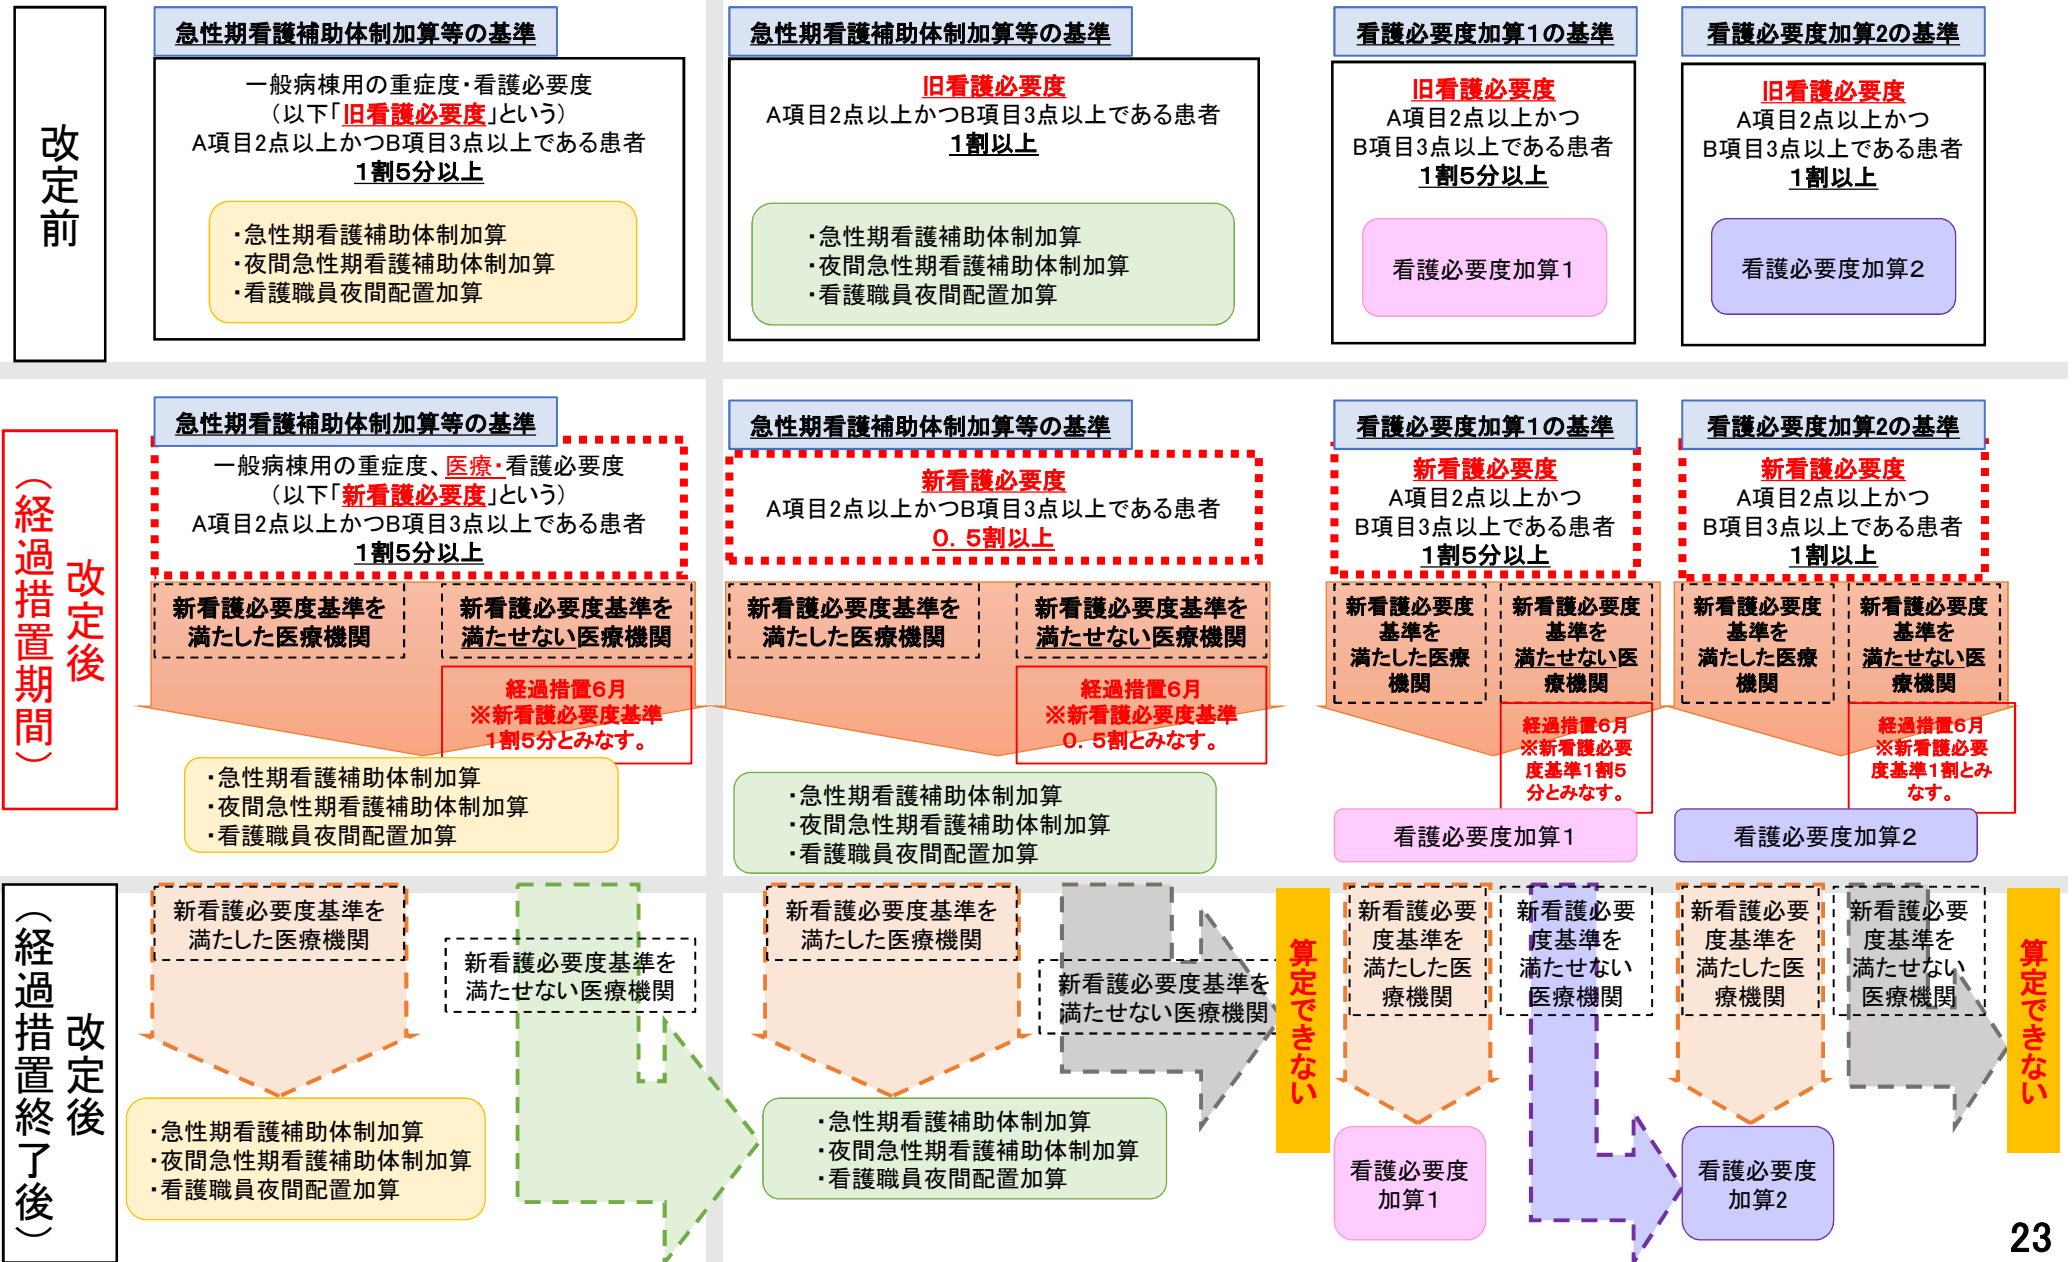 改定前
急性期看護補助体制加算等の基準
一般病棟用の重症度・看護必要度
（以下「旧看護必要度」という）
A項目2点以上かつB項目3点以上である患者
1割5分以上
・急性期看護補助体制加算
・夜間急性期看護補助体制加算
・看護職員夜間配置加算
急性期看護補助体制加算等の基準
旧看護必要度
A項目2点以上かつB項目3点以上である患者
1割以上
・急性期看護補助体制加算
・夜間急性期看護補助体制加算
・看護職員夜間配置加算
看護必要度加算1の基準
旧看護必要度
A項目2点以上かつ
B項目3点以上である患者
1割5分以上
看護必要度加算1
看護必要度加算2の基準
旧看護必要度
A項目2点以上かつ
B項目3点以上である患者
1割以上
看護必要度加算2
改定後
（経過措置期間）
急性期看護補助体制加算等の基準
一般病棟用の重症度、医療・看護必要度
（以下「新看護必要度」という）
A項目2点以上かつB項目3点以上である患者
1割5分以上
新看護必要度基準を
満たした医療機関
新看護必要度基準を
満たせない医療機関
経過措置6月
※新看護必要度基準
1割5分とみなす。
・急性期看護補助体制加算
・夜間急性期看護補助体制加算
・看護職員夜間配置加算
急性期看護補助体制加算等の基準
新看護必要度
A項目2点以上かつB項目3点以上である患者
0．5割以上
新看護必要度基準を
満たした医療機関
新看護必要度基準を
満たせない医療機関
経過措置6月
※新看護必要度基準
0．5割とみなす。
・急性期看護補助体制加算
・夜間急性期看護補助体制加算
・看護職員夜間配置加算
看護必要度加算1の基準
新看護必要度
A項目2点以上かつ
B項目3点以上である患者
1割5分以上
新看護必要度
基準を
満たした医療
機関
新看護必要度
基準を
満たせない医
療機関
経過措置6月
※新看護必要
度基準1割5
分とみなす。
看護必要度加算1
看護必要度加算2の基準
新看護必要度
A項目2点以上かつ
B項目3点以上である患者
1割以上
新看護必要度
基準を
満たした医療
機関
新看護必要度
基準を
満たせない医
療機関
経過措置6月
※新看護必要
度基準1割とみ
なす。
看護必要度加算2
改定後
（経過措置終了後）
新看護必要度基準を
満たした医療機関
新看護必要度基準を
満たせない医療機関
・急性期看護補助体制加算
・夜間急性期看護補助体制加算
・看護職員夜間配置加算
新看護必要度基準を
満たした医療機関
新看護必要度基準を
満たせない医療機関
算定できない
・急性期看護補助体制加算
・夜間急性期看護補助体制加算
・看護職員夜間配置加算
新看護必要
度基準を
満たした医
療機関
新看護必要
度基準を
満たせない
医療機関
看護必要度
加算1
新看護必要
度基準を
満たした医
療機関
新看護必要
度基準を
満たせない
医療機関
算定できない
看護必要度
加算2
23